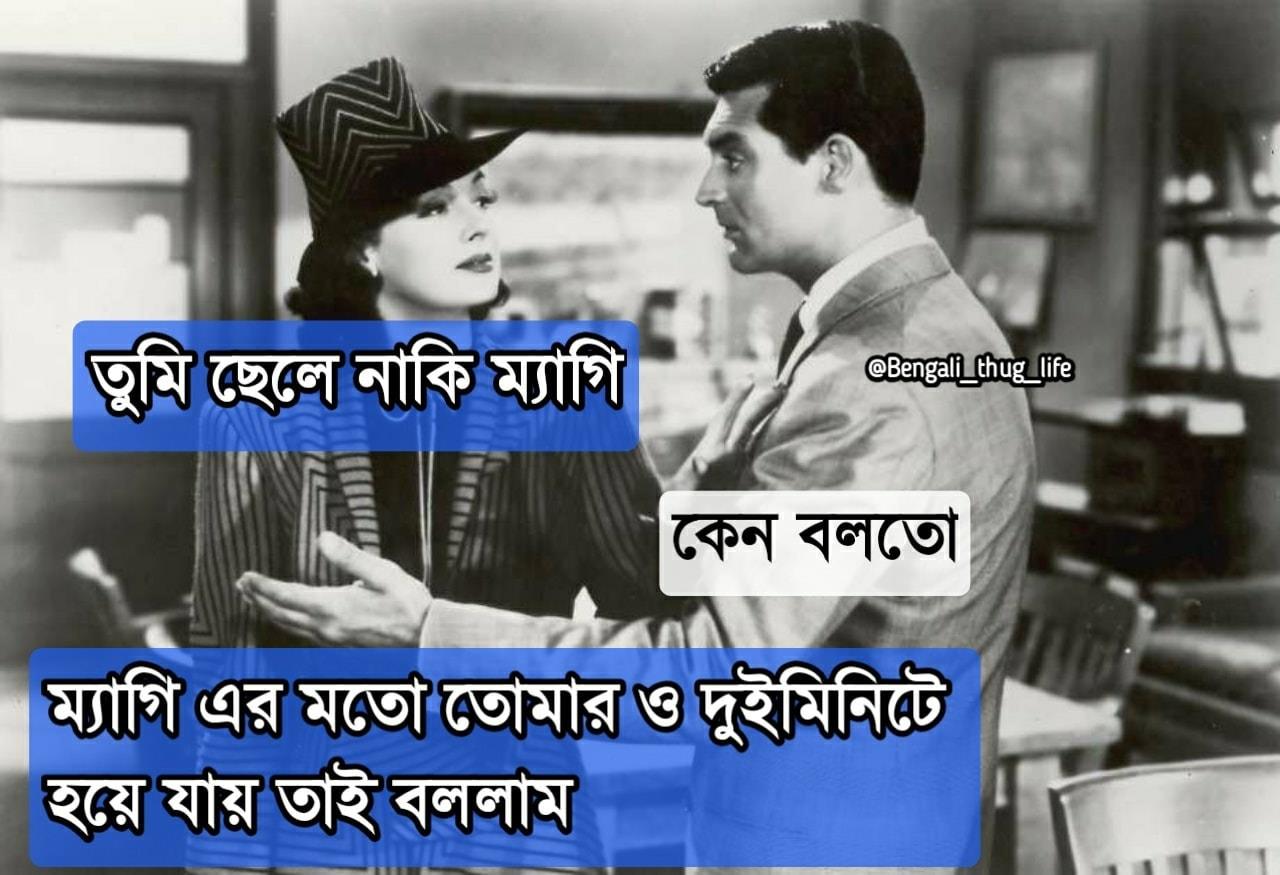 তুমি ছেলে নাকি ম্যাগি
@Bengali_thug_life
কেন বলতো
ম্যাগি এর মতো তোমার ও দুইমিনিটে
হয়ে যায় তাই বললাম